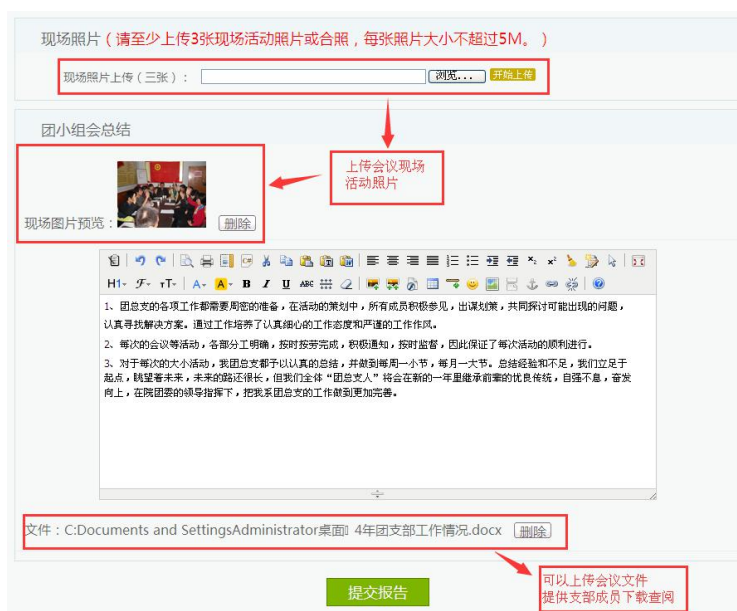 现场照片（请至少上传3张现场活动照片或合照，每张照片大小不超过5M。）
现场照片上传（三张）：
浏览... 开始上传
团小组会总结
上传会议现场
活动照片
现场图片预览： 删除
H1- F- тT- A- A- B I U ABC
1、团总支的各项工作都需要周密的准备，在活动的策划中，所有成员积极参见，出谋划策，共同探讨可能出现的问题，
认真寻找解决方案。通过工作培养了认真细心的工作态度和严谨的工作作风。
2、每次的会议等活动，各部分工明确，按时按劳完成，积极通知，按时监督，因此保证了每次活动的顺利进行。
3、对于每次的大小活动，我团总支都予以认真的总结，并做到每周一小节，每月一大节。总结经验和不足，我们立足于
起点，眺望着未来，未来的路还很长，但我们全体“团总支人”将会在新的一年里继承前辈的优良传统，自强不息，奋发
向上，在院团委的领导指挥下，把我系团总支的工作做到更加完善。
文件：C:Documents and SettingsAdministrator桌面 4年团支部工作情况.docx 删除
可以上传会议文件
提供支部成员下载查阅
提交报告